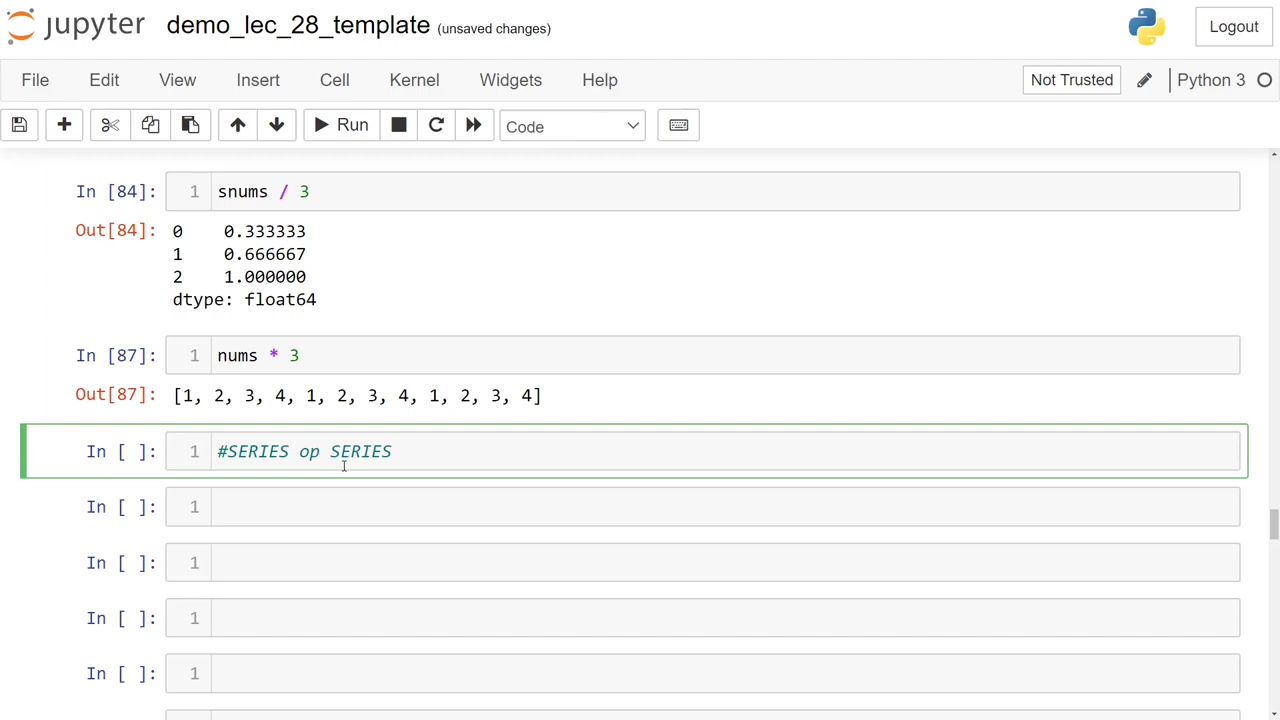 jupyter demo_lec_28_template (unsaved changes) Logout
File Edit View Insert Cell Kernel Widgets Help Not Trusted Python 3
Run Code
In [84]: 1 snums / 3
Out[84]: 0 0.333333
1 0.666667
2 1.000000
dtype: float64
In [87]: 1 nums * 3
Out[87]: [1, 2, 3, 4, 1, 2, 3, 4, 1, 2, 3, 4]
In [ ]: 1 #SERIES op SERIES
In [ ]: 1
In [ ]: 1
In [ ]: 1
In [ ]: 1